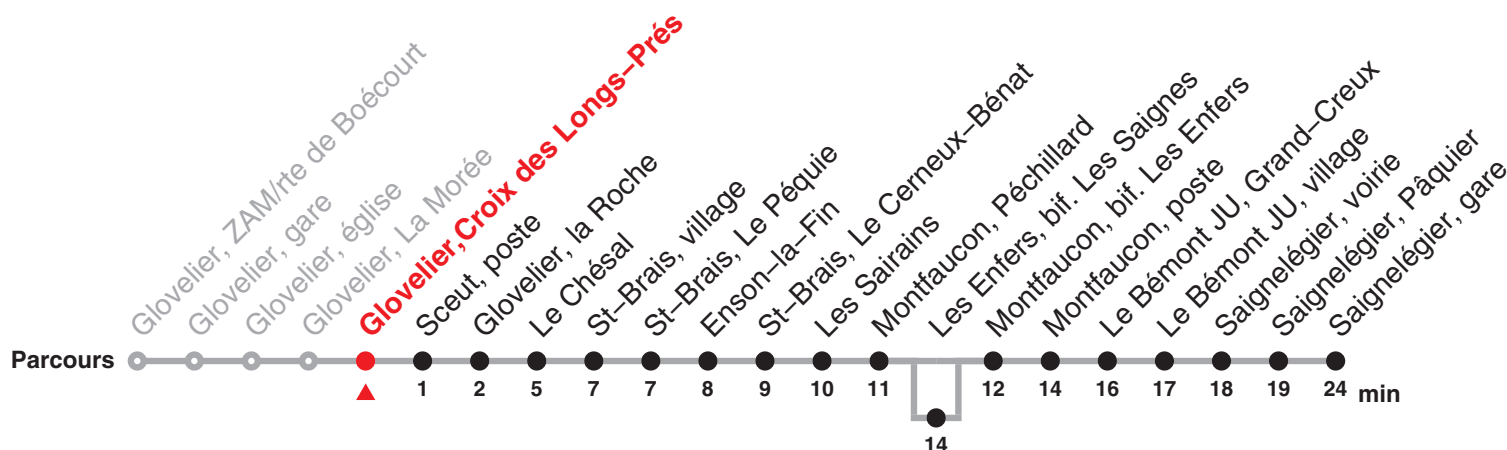 Glovelier, ZAM/rte de Boécourt
Glovelier, gare
Glovelier, église
Glovelier, La Morée
Glovelier,Croix des Longs–Prés
Sceut, poste
Glovelier, la Roche
Le Chésal
St–Brais, village
St–Brais, Le Péquie
Enson–la–Fin
St–Brais, Le Cerneux–Bénat
Les Sairains
Montfaucon, Péchillard
Les Enfers, bif. Les Saignes
Montfaucon, bif. Les Enfers
Montfaucon, poste
Le Bémont JU, Grand–Creux
Le Bémont JU, village
Saignelégier, voirie
Saignelégier, Pâquier
Saignelégier, gare
Parcours
1 2 5 7 7 8 9 10 11 12 14 16 17 18 19 24 min
14